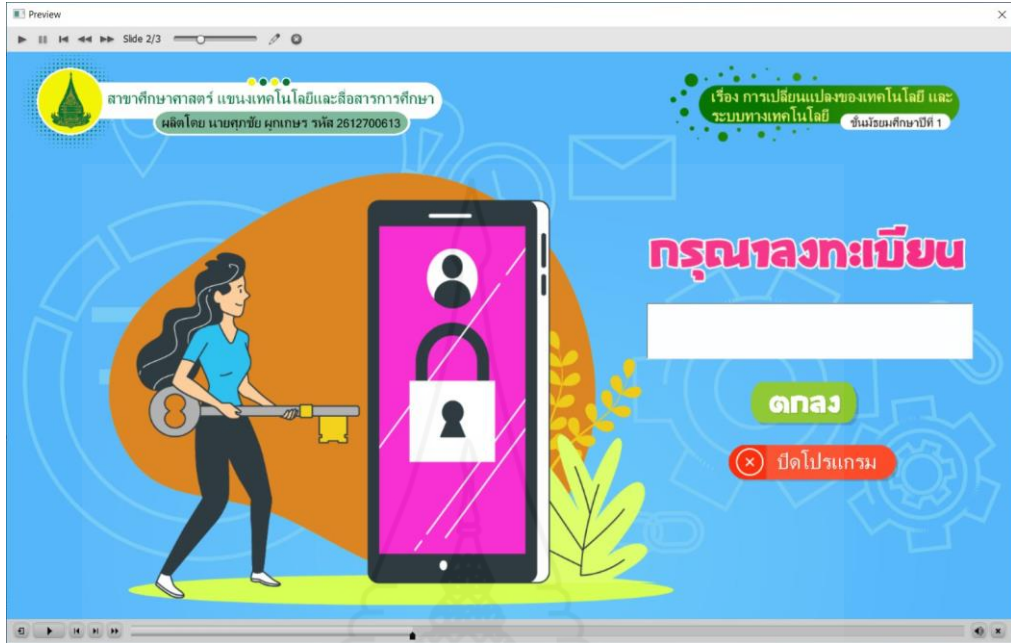 Preview
Slide 2/3
สาขาศึกษาศาสตร์ แขนงเทคโนโลยีและสื่อสารการศึกษา
ผลิตโดย นายศุกชัย ผูกเกษร รหัส 2612700613
เรื่อง การเปลี่ยนแปลงของเทคโนโลยี และ
ระบบทางเทคโนโลยี
ชั้นมัธยมศึกษาปีที่ 1
กรุณาลงทะเบียน
ตกลง
ปิดโปรแกรม